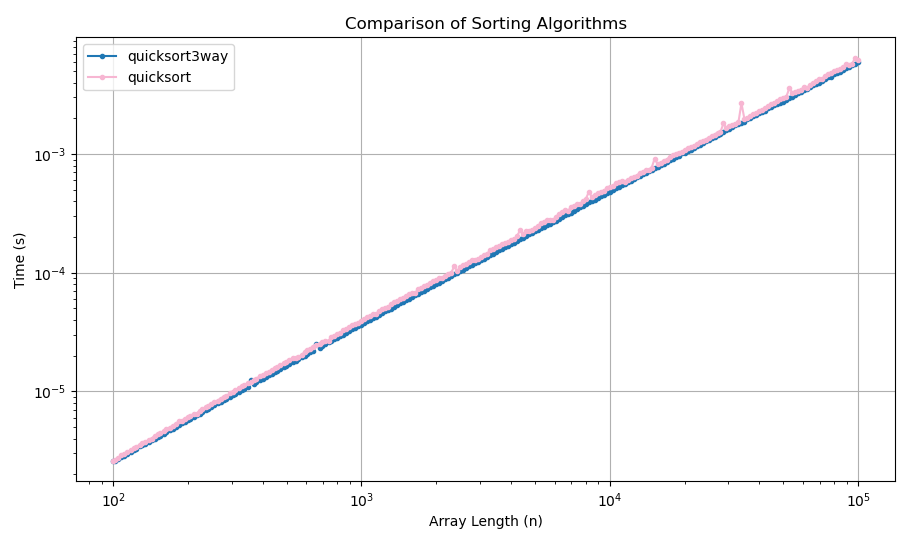 Comparison of Sorting Algorithms
quicksort3way
quicksort
10⁻³
10⁻⁴
10⁻⁵
Time (s)
10²
10³
10⁴
10⁵
Array Length (n)